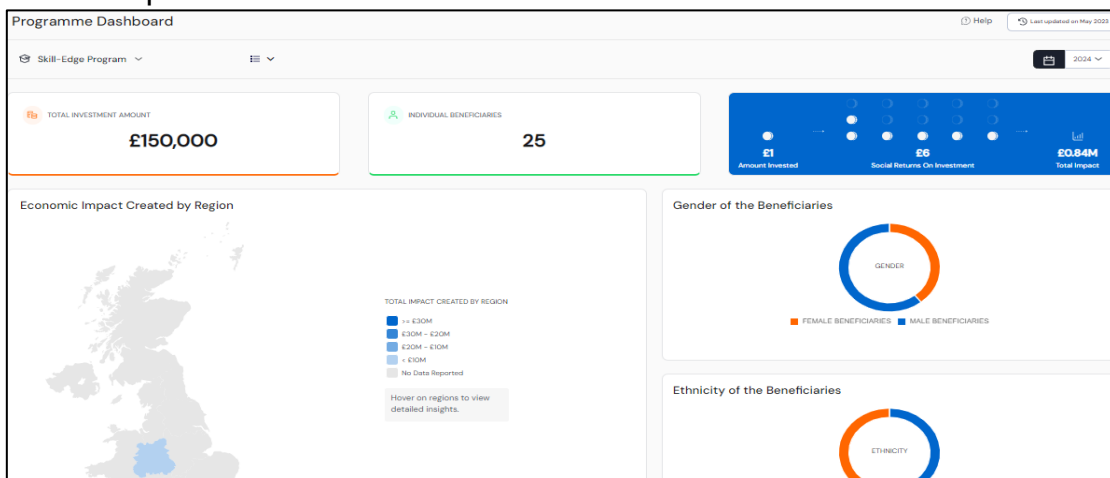 Programme Dashboard
Help
Last updated on May 2023
Skill-Edge Program
2024
TOTAL INVESTMENT AMOUNT
£150,000
INDIVIDUAL BENEFICIARIES
25
£1
Amount Invested
£6
Social Returns On Investment
£0.84M
Total Impact
Economic Impact Created by Region
TOTAL IMPACT CREATED BY REGION
>= £30M
£30M - £20M
£20M - £10M
< £10M
No Data Reported
Hover on regions to view
detailed insights.
Gender of the Beneficiaries
GENDER
FEMALE BENEFICIARIES MALE BENEFICIARIES
Ethnicity of the Beneficiaries
ETHNICITY